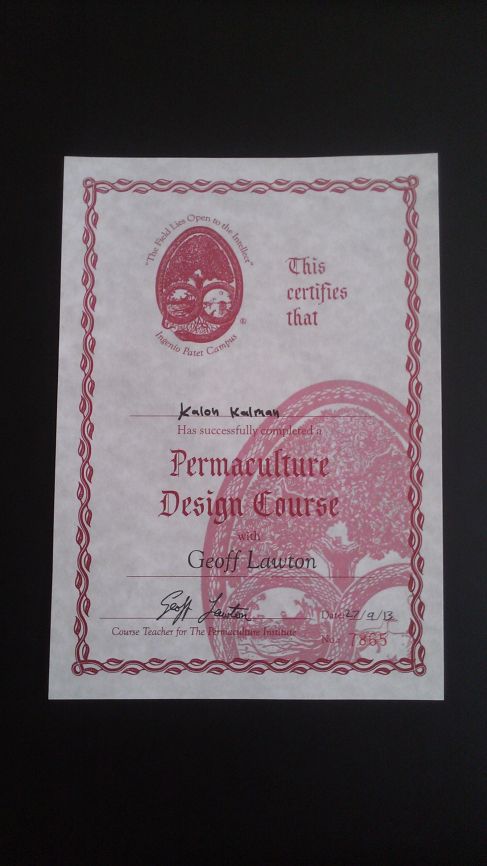 "The Field Lies Open to the Intellect"
®
Ingenio Patet Campus
This
certifies
that
Kalon Kalman
Has successfully completed a
Permaculture
Design Course
with
Geoff Lawton
Geoff Lawton
Date: 27/9/13
Course Teacher for The Permaculture Institute
No.: 7865